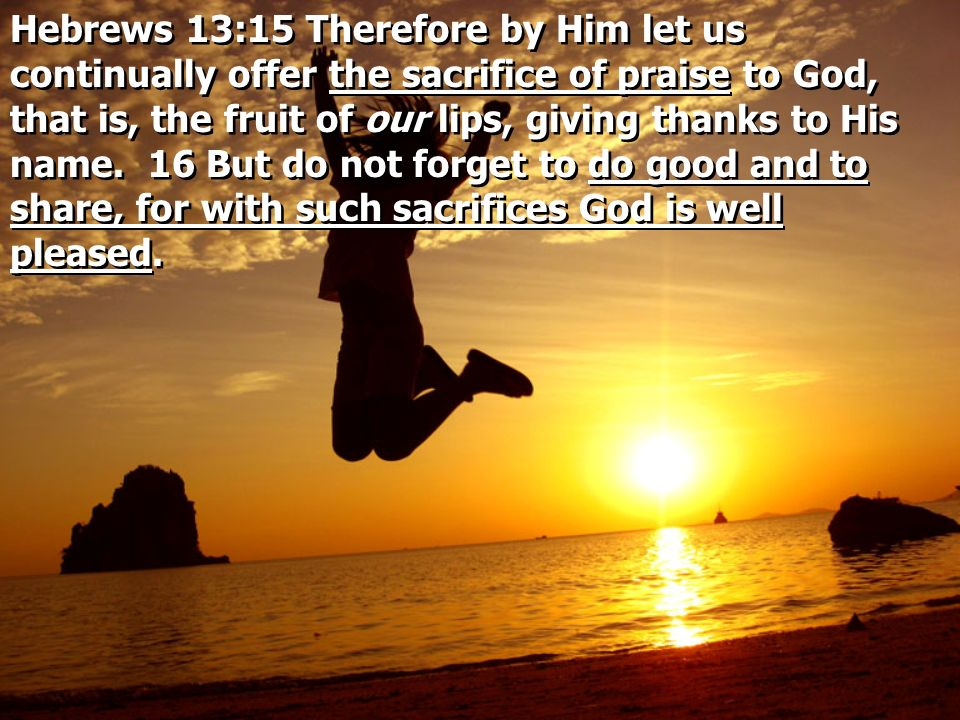 Hebrews 13:15 Therefore by Him let us
continually offer the sacrifice of praise to God,
that is, the fruit of our lips, giving thanks to His
name.  16 But do not forget to do good and to
share, for with such sacrifices God is well
pleased.